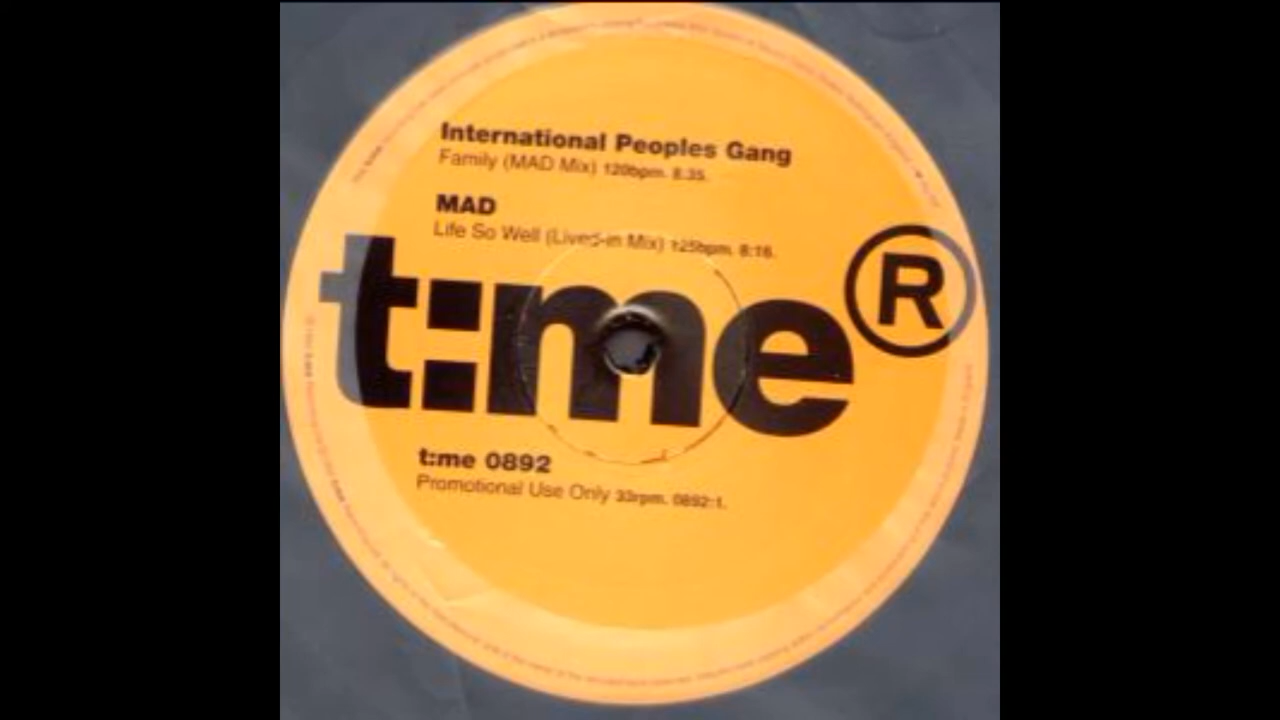 International Peoples Gang
Family (MAD Mix) 120bpm. 8.35.
MAD
Life So Well (Lived-in Mix) 125bpm. 8:16.
t:me®
t:me 0892
Promotional Use Only 33rpm. 0892:1.